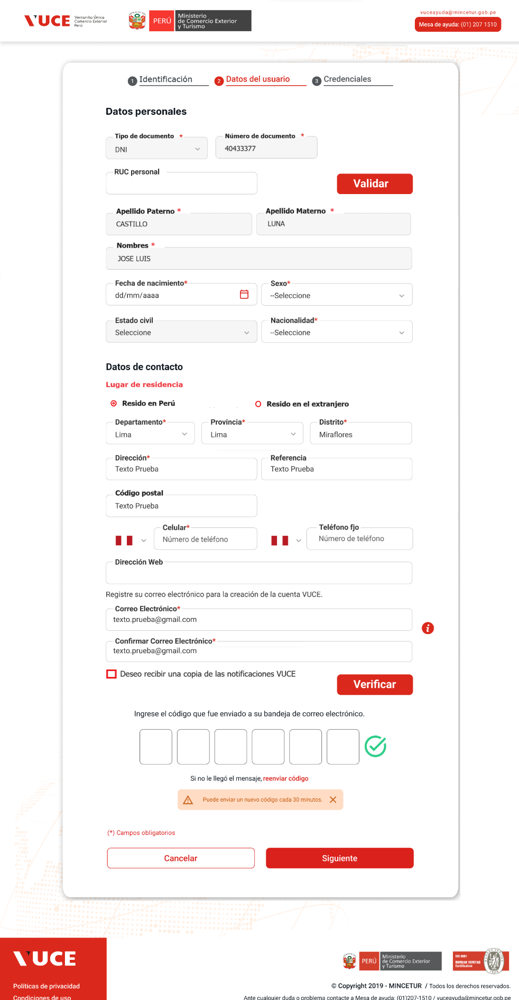 VUCE Ventanilla Única
Comercio Exterior
Perú
PERÚ Ministerio
de Comercio Exterior
y Turismo
vuceayuda@mincetur.gob.pe
Mesa de ayuda: (01) 207 1510
1 Identificación 2 Datos del usuario 3 Credenciales
Datos personales
Tipo de documento * Número de documento *
DNI 40433377
RUC personal
Validar
Apellido Paterno * Apellido Materno *
CASTILLO LUNA
Nombres *
JOSE LUIS
Fecha de nacimiento* Sexo*
dd/mm/aaaa --Seleccione
Estado civil Nacionalidad*
Seleccione --Seleccione
Datos de contacto
Lugar de residencia
Resido en Perú Resido en el extranjero
Departamento* Provincia* Distrito*
Lima Lima Miraflores
Dirección* Referencia
Texto Prueba Texto Prueba
Código postal
Texto Prueba
Celular* Teléfono fjo
Número de teléfono Número de teléfono
Dirección Web
Registre su correo electrónico para la creación de la cuenta VUCE.
Correo Electrónico*
texto.prueba@gmail.com
i
Confirmar Correo Electrónico*
texto.prueba@gmail.com
Deseo recibir una copia de las notificaciones VUCE
Verificar
Ingrese el código que fue enviado a su bandeja de correo electrónico.
Si no le llegó el mensaje, reenviar código
Puede enviar un nuevo código cada 30 minutos.
(*) Campos obligatorios
Cancelar Siguiente
VUCE
Políticas de privacidad
Condiciones de uso
PERÚ Ministerio
de Comercio Exterior
y Turismo
ISO 9001
BUREAU VERITAS
Certification
BUREAU VERITAS
1828
© Copyright 2019 - MINCETUR / Todos los derechos reservados.
Ante cualquier duda o problema contacte a Mesa de ayuda: (01)207-1510 / vuceayuda@mincetur.gob.pe